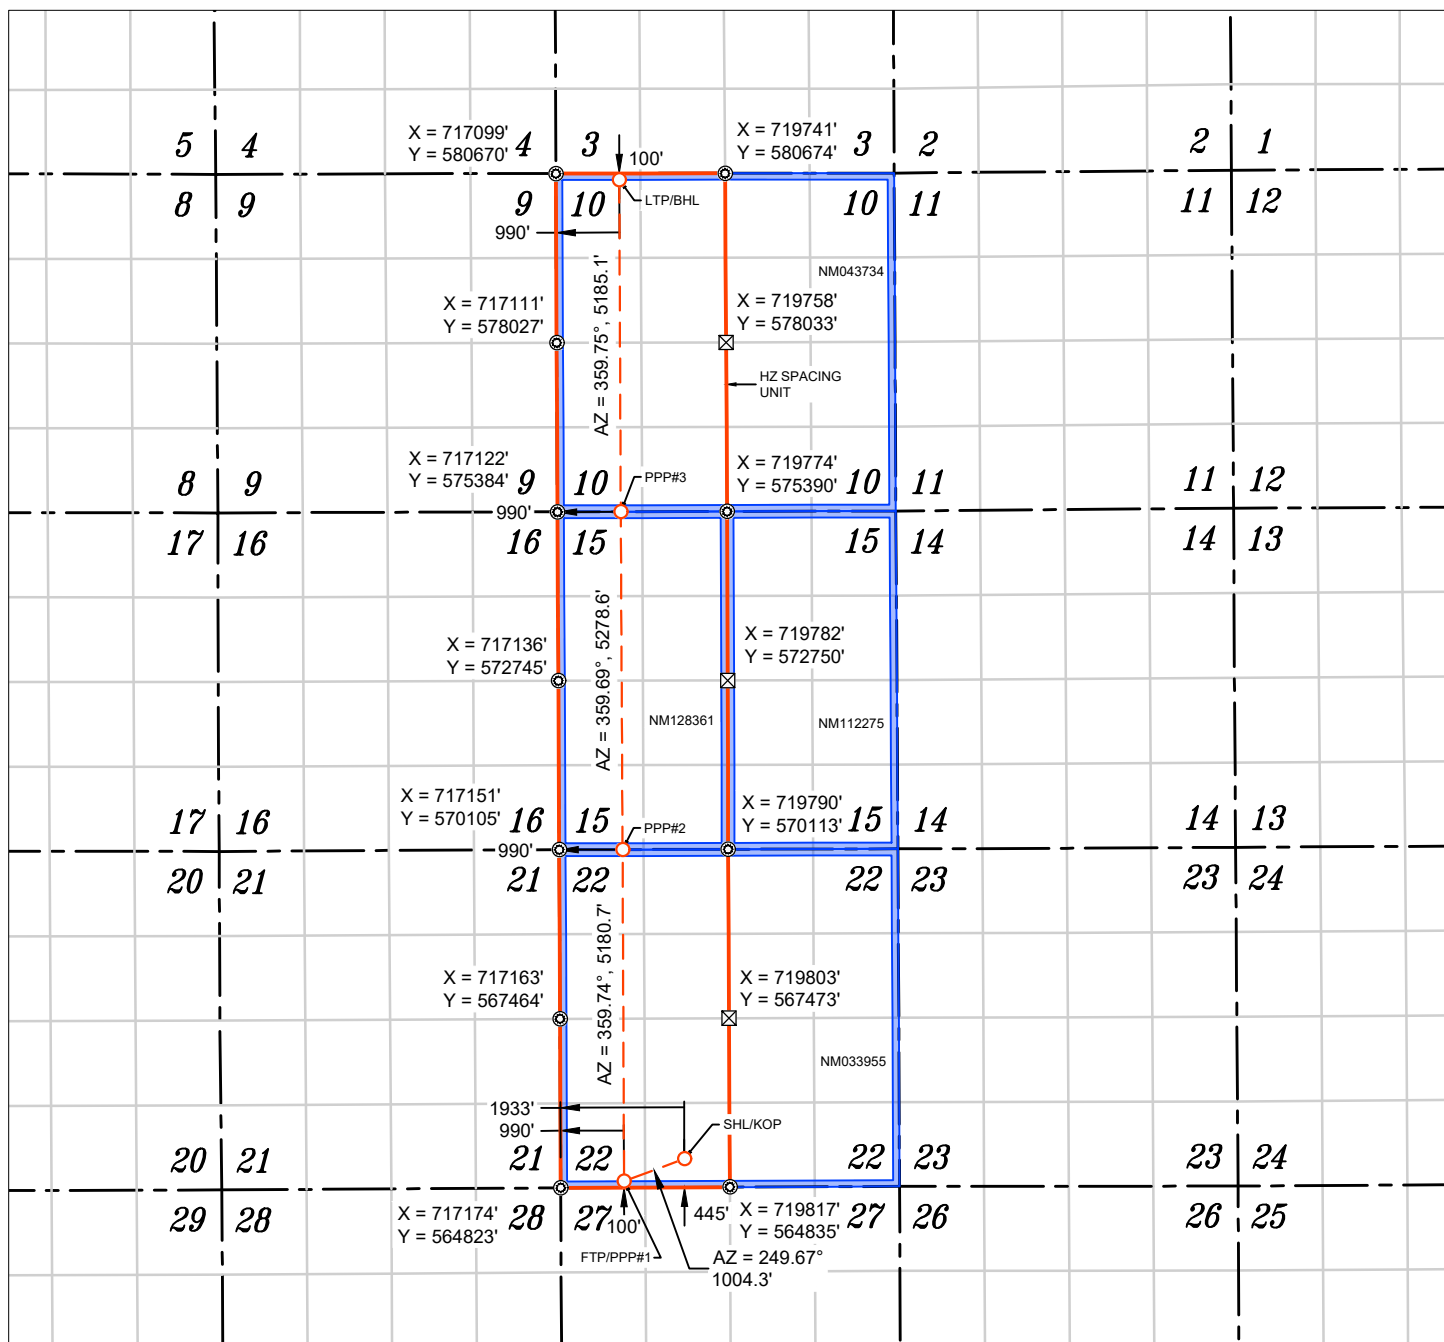 X = 717099'
Y = 580670'
X = 719741'
Y = 580674'
5 4
4 3
3 2
2 1
100'
8 9
9 10
LTP/BHL
10 11
11 12
990'
NM043734
AZ = 359.75°, 5185.1'
X = 717111'
Y = 578027'
X = 719758'
Y = 578033'
HZ SPACING
UNIT
X = 717122'
Y = 575384'
X = 719774'
Y = 575390'
8 9
9 10
PPP#3
10 11
11 12
990'
17 16
16 15
15 14
14 13
AZ = 359.69°, 5278.6'
X = 717136'
Y = 572745'
X = 719782'
Y = 572750'
NM128361
NM112275
X = 717151'
Y = 570105'
X = 719790'
Y = 570113'
17 16
16 15
PPP#2
15 14
14 13
990'
20 21
21 22
22 23
23 24
AZ = 359.74°, 5180.7'
X = 717163'
Y = 567464'
X = 719803'
Y = 567473'
NM033955
1933'
990'
SHL/KOP
20 21
21 22
22 23
23 24
29 28
28 27
27 26
26 25
X = 717174'
Y = 564823'
100'
445'
X = 719817'
Y = 564835'
FTP/PPP#1
AZ = 249.67°
1004.3'